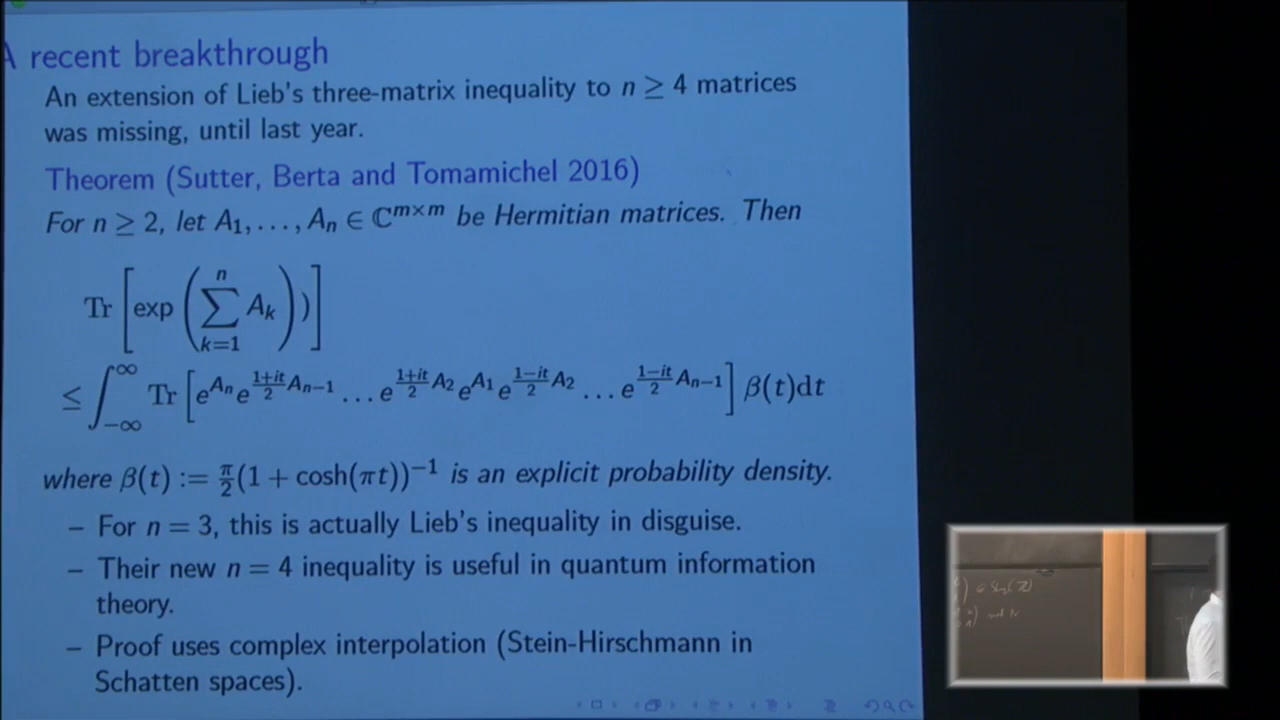 A recent breakthrough
An extension of Lieb's three-matrix inequality to n ≥ 4 matrices
was missing, until last year.
Theorem (Sutter, Berta and Tomamichel 2016)
For n ≥ 2, let A₁, . . . , Aₙ ∈ ℂ^{m×m} be Hermitian matrices. Then
Tr [exp (∑_{k=1}^{n} A_k))]
≤ ∫_{−∞}^{∞} Tr [e^{A_n} e^{\frac{1+it}{2} A_{n−1}} . . . e^{\frac{1+it}{2} A_2} e^{A_1} e^{\frac{1−it}{2} A_2} . . . e^{\frac{1−it}{2} A_{n−1}}] β(t)dt
where β(t) := \frac{π}{2}(1 + cosh(πt))^{−1} is an explicit probability density.
– For n = 3, this is actually Lieb's inequality in disguise.
– Their new n = 4 inequality is useful in quantum information
theory.
– Proof uses complex interpolation (Stein-Hirschmann in
Schatten spaces).